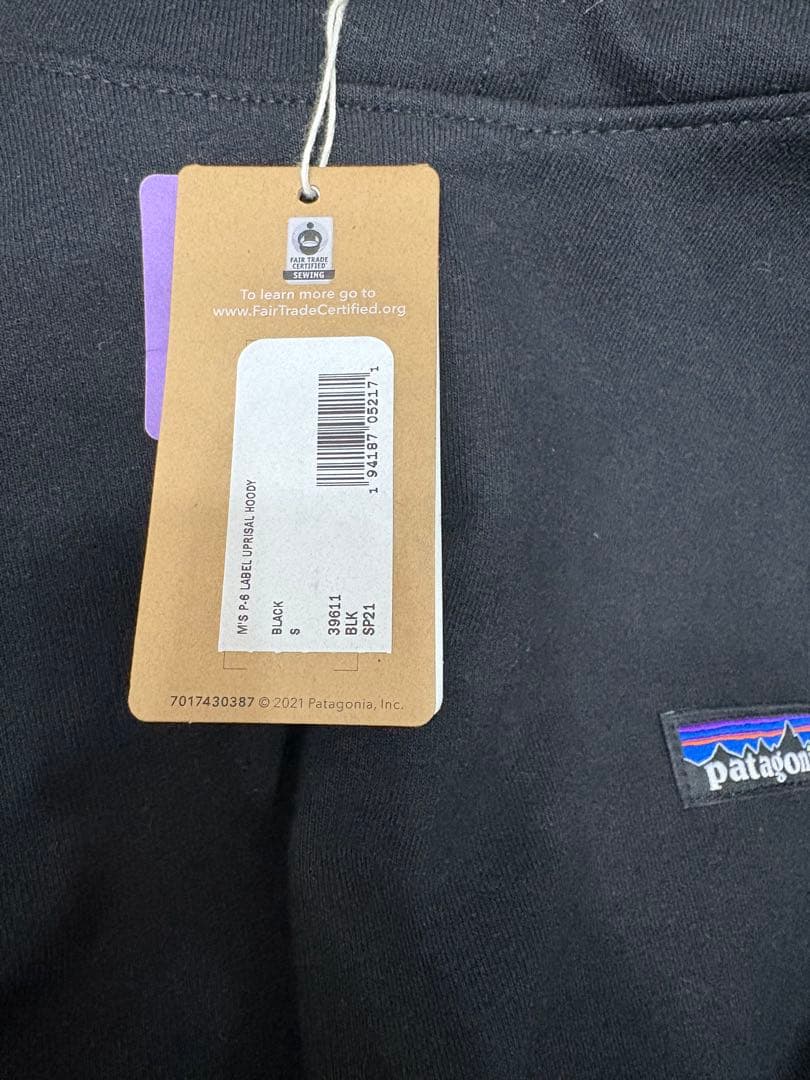 FAIR TRADE
CERTIFIED
SEWING
To learn more go to
www.FairTradeCertified.org
M'S P-6 LABEL UPRISAL HOODY
BLACK
S
39611
BLK
SP21
1 94187 05217 1
7017430387 © 2021 Patagonia, Inc.
patagoni